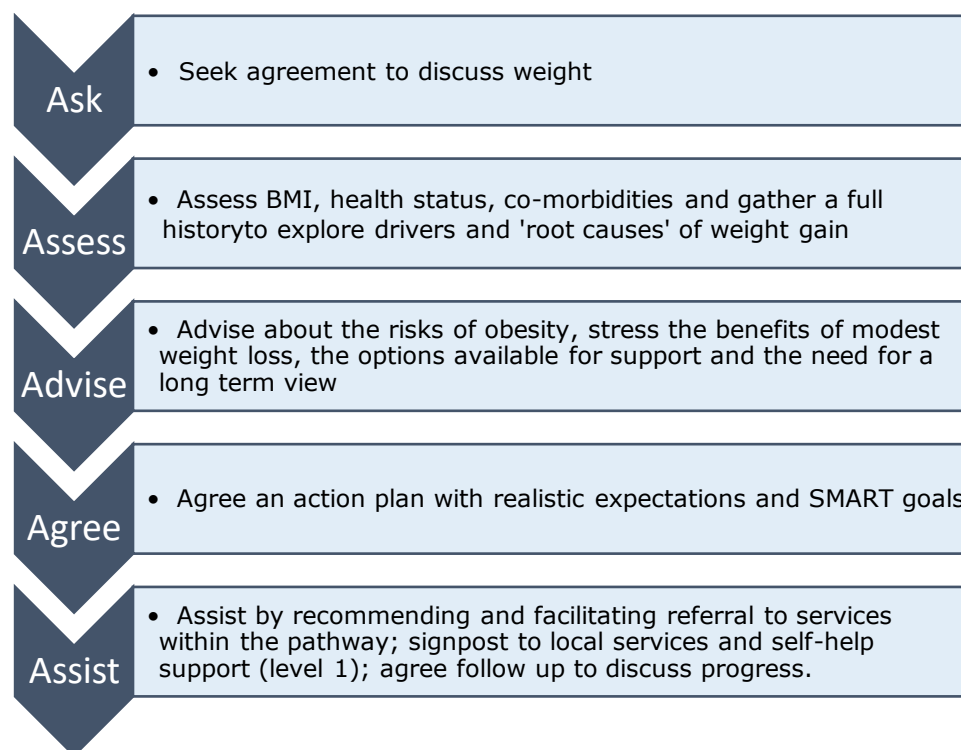 Ask
• Seek agreement to discuss weight
Assess
• Assess BMI, health status, co-morbidities and gather a full
historyto explore drivers and 'root causes' of weight gain
Advise
• Advise about the risks of obesity, stress the benefits of modest
weight loss, the options available for support and the need for a
long term view
Agree
• Agree an action plan with realistic expectations and SMART goals
Assist
• Assist by recommending and facilitating referral to services
within the pathway; signpost to local services and self-help
support (level 1); agree follow up to discuss progress.